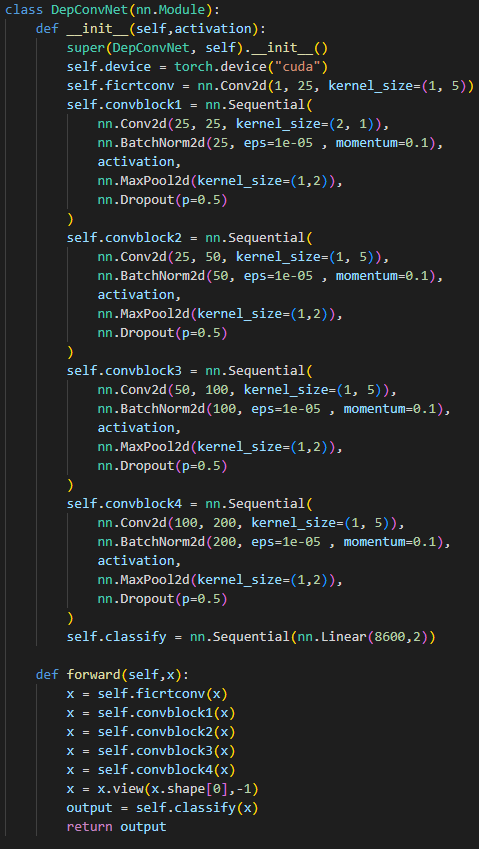 class DepConvNet(nn.Module):
    def __init__(self,activation):
        super(DepConvNet, self).__init__()
        self.device = torch.device("cuda")
        self.ficrtconv = nn.Conv2d(1, 25, kernel_size=(1, 5))
        self.convblock1 = nn.Sequential(
            nn.Conv2d(25, 25, kernel_size=(2, 1)),
            nn.BatchNorm2d(25, eps=1e-05 , momentum=0.1),
            activation,
            nn.MaxPool2d(kernel_size=(1,2)),
            nn.Dropout(p=0.5)
        )
        self.convblock2 = nn.Sequential(
            nn.Conv2d(25, 50, kernel_size=(1, 5)),
            nn.BatchNorm2d(50, eps=1e-05 , momentum=0.1),
            activation,
            nn.MaxPool2d(kernel_size=(1,2)),
            nn.Dropout(p=0.5)
        )
        self.convblock3 = nn.Sequential(
            nn.Conv2d(50, 100, kernel_size=(1, 5)),
            nn.BatchNorm2d(100, eps=1e-05 , momentum=0.1),
            activation,
            nn.MaxPool2d(kernel_size=(1,2)),
            nn.Dropout(p=0.5)
        )
        self.convblock4 = nn.Sequential(
            nn.Conv2d(100, 200, kernel_size=(1, 5)),
            nn.BatchNorm2d(200, eps=1e-05 , momentum=0.1),
            activation,
            nn.MaxPool2d(kernel_size=(1,2)),
            nn.Dropout(p=0.5)
        )
        self.classify = nn.Sequential(nn.Linear(8600,2))
    def forward(self,x):
        x = self.ficrtconv(x)
        x = self.convblock1(x)
        x = self.convblock2(x)
        x = self.convblock3(x)
        x = self.convblock4(x)
        x = x.view(x.shape[0],-1)
        output = self.classify(x)
        return output